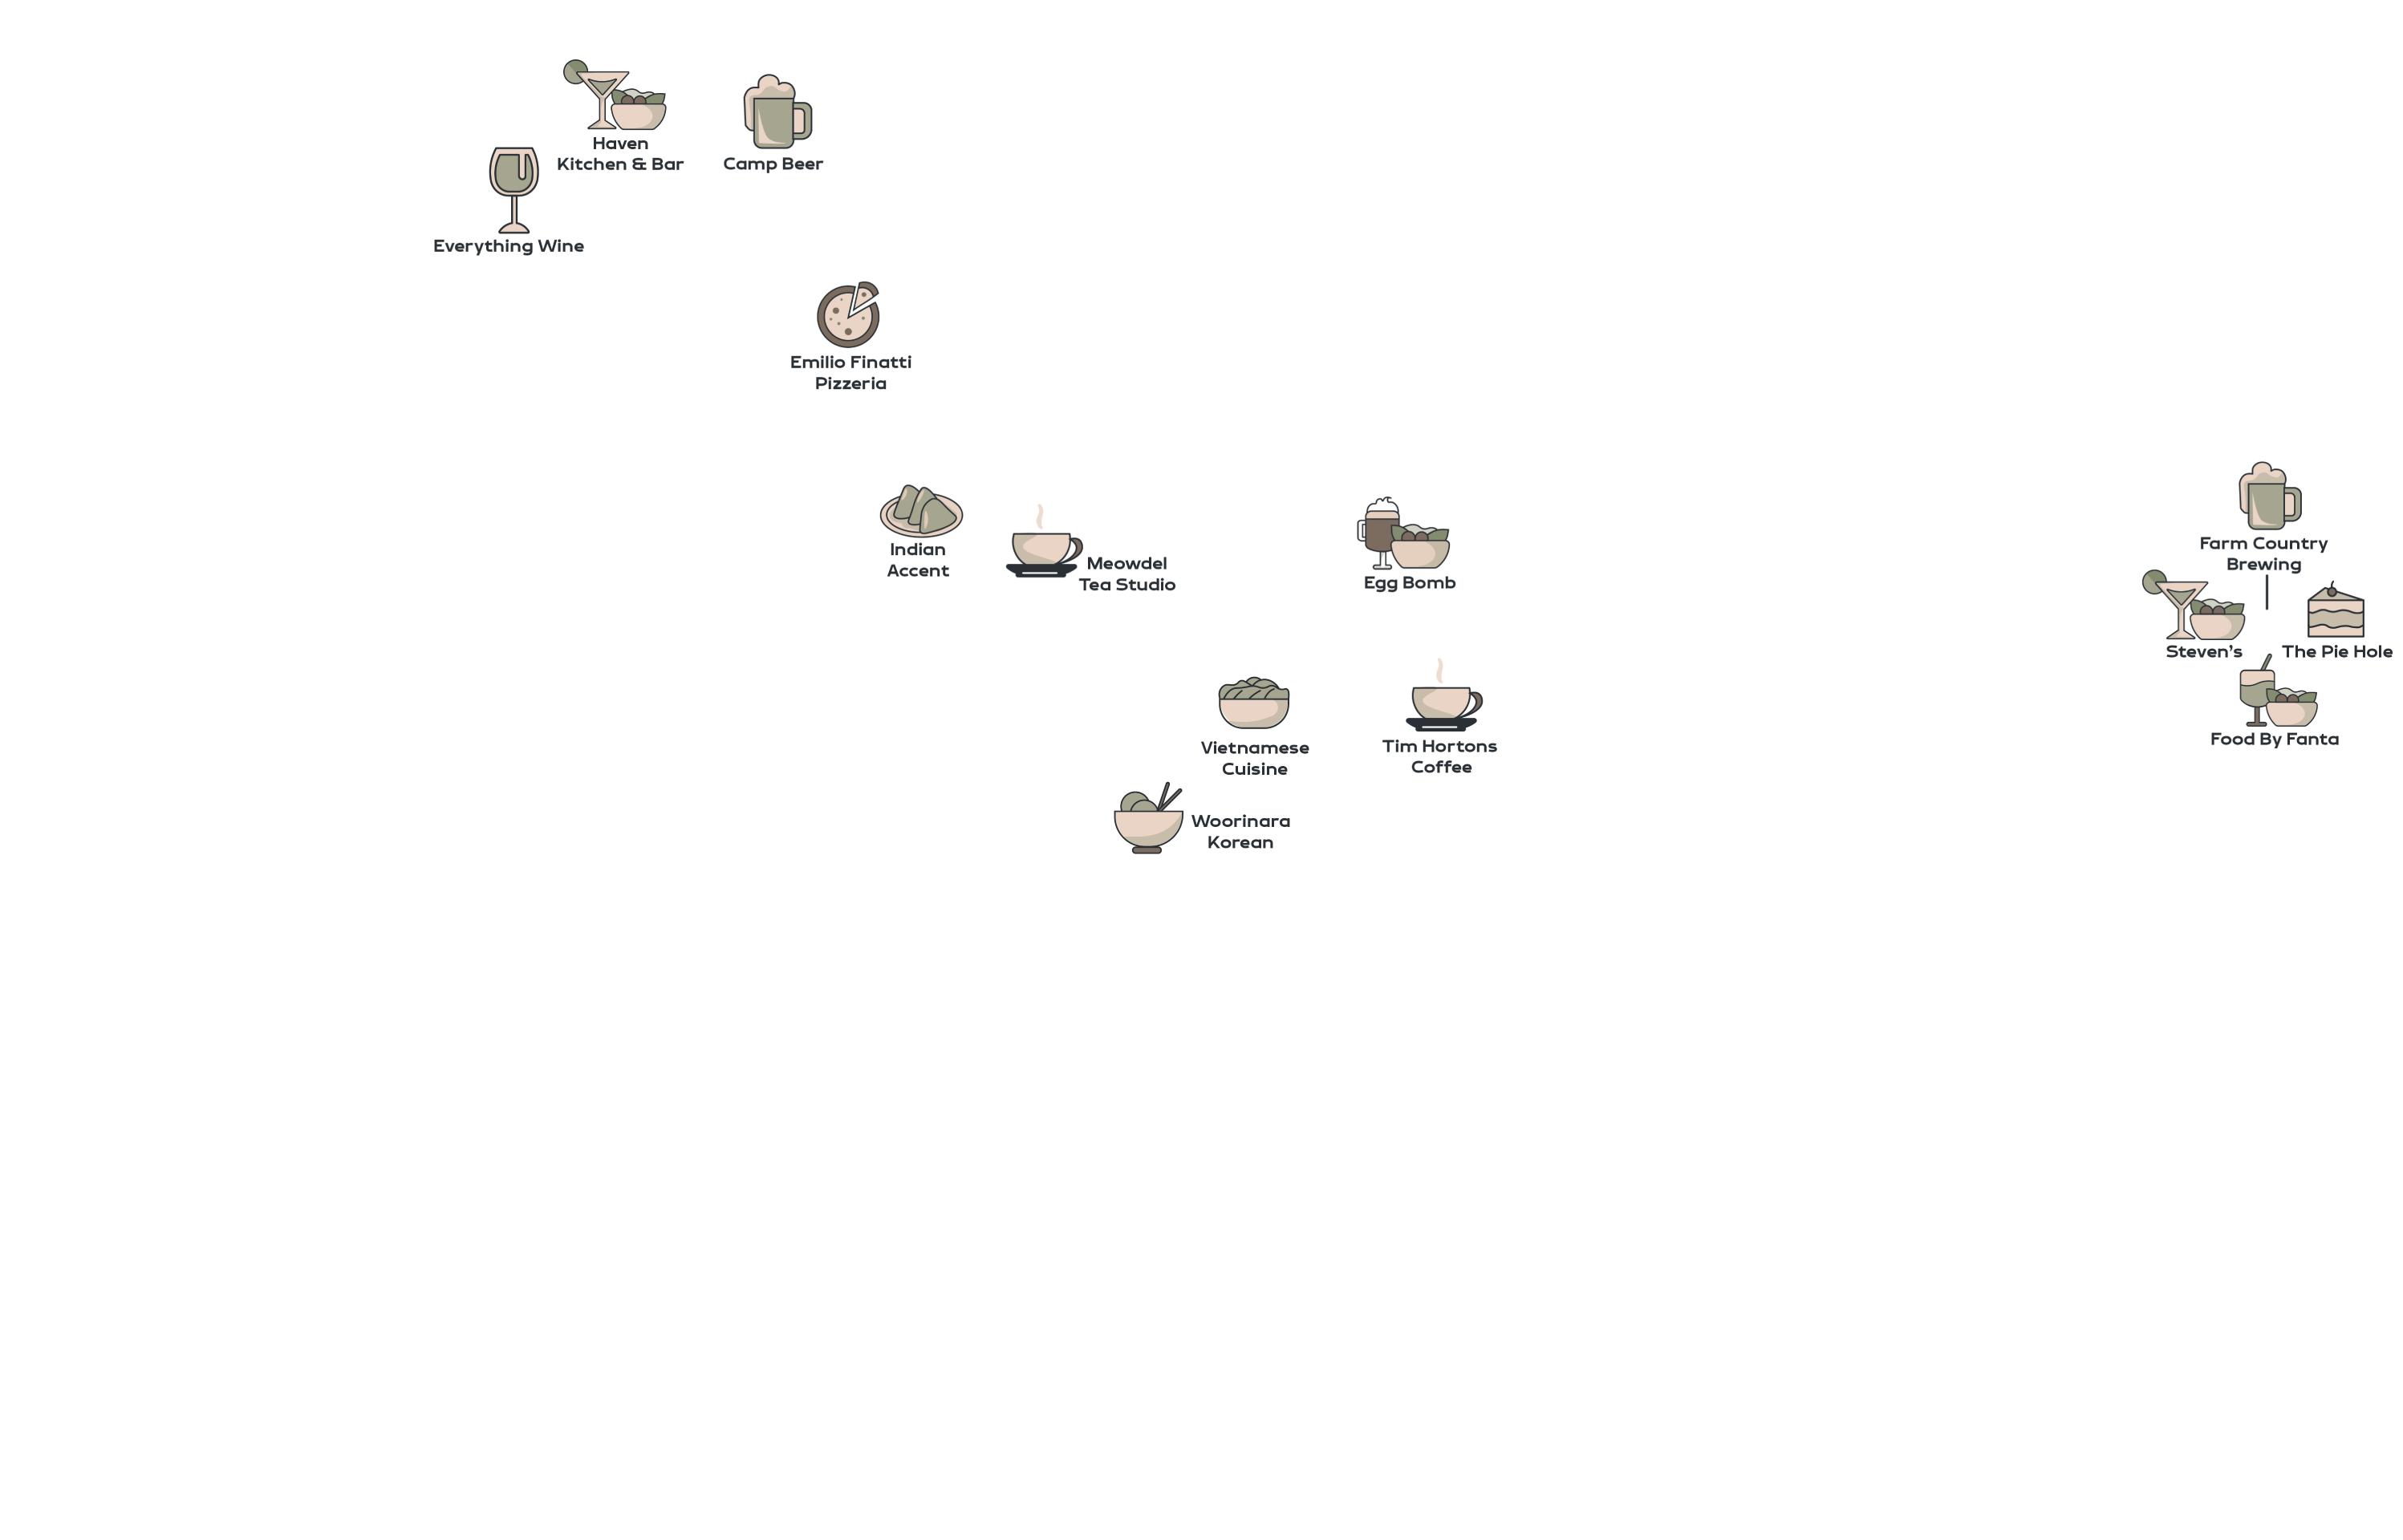 Haven
Kitchen & Bar
Camp Beer
Everything Wine
Emilio Finatti
Pizzeria
Indian
Accent
Meowdel
Tea Studio
Egg Bomb
Farm Country
Brewing
Steven's
The Pie Hole
Food By Fanta
Vietnamese
Cuisine
Tim Hortons
Coffee
Woorinara
Korean